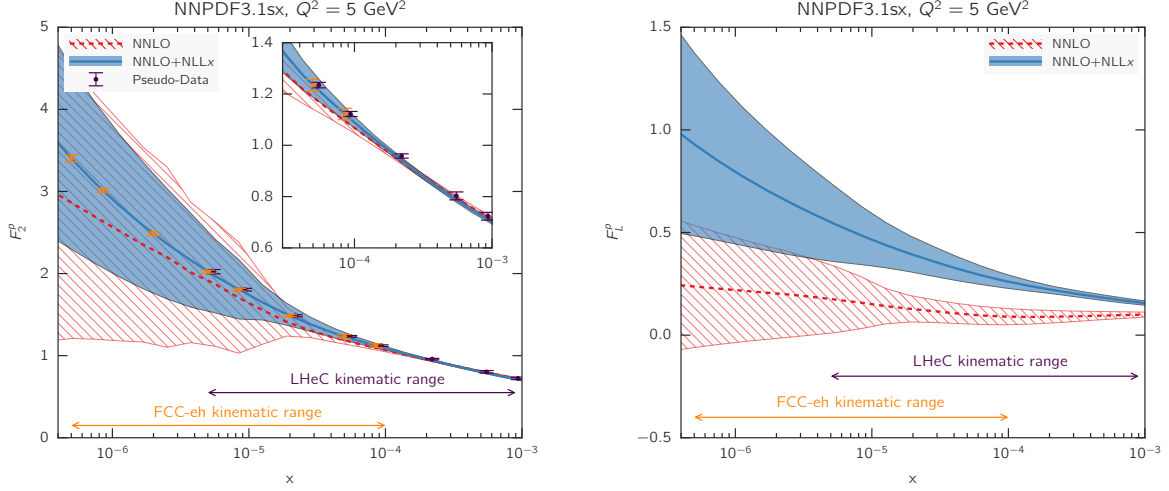 NNPDF3.1sx, Q² = 5 GeV²
NNLO
NNLO+NLLx
Pseudo-Data
F₂ᵖ
5
4
3
2
1
0
1.4
1.2
1.0
0.8
0.6
10⁻⁴
10⁻³
LHeC kinematic range
FCC-eh kinematic range
10⁻⁶
10⁻⁵
10⁻⁴
10⁻³
x
NNPDF3.1sx, Q² = 5 GeV²
NNLO
NNLO+NLLx
F_Lᵖ
1.5
1.0
0.5
0.0
−0.5
LHeC kinematic range
FCC-eh kinematic range
10⁻⁶
10⁻⁵
10⁻⁴
10⁻³
x